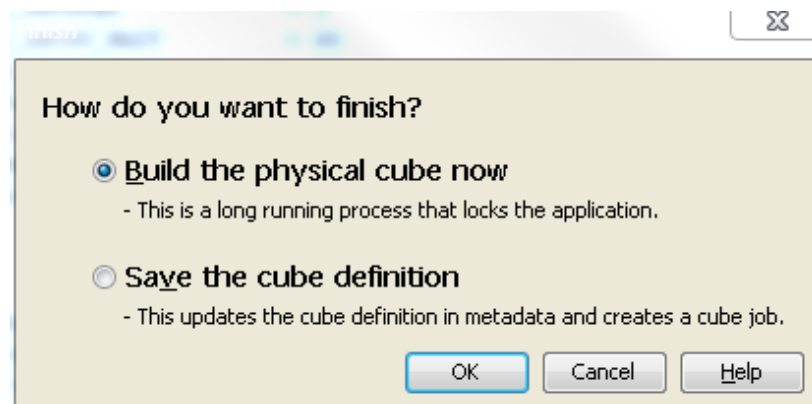 Finish
How do you want to finish?
Build the physical cube now
- This is a long running process that locks the application.
Save the cube definition
- This updates the cube definition in metadata and creates a cube job.
OK Cancel Help